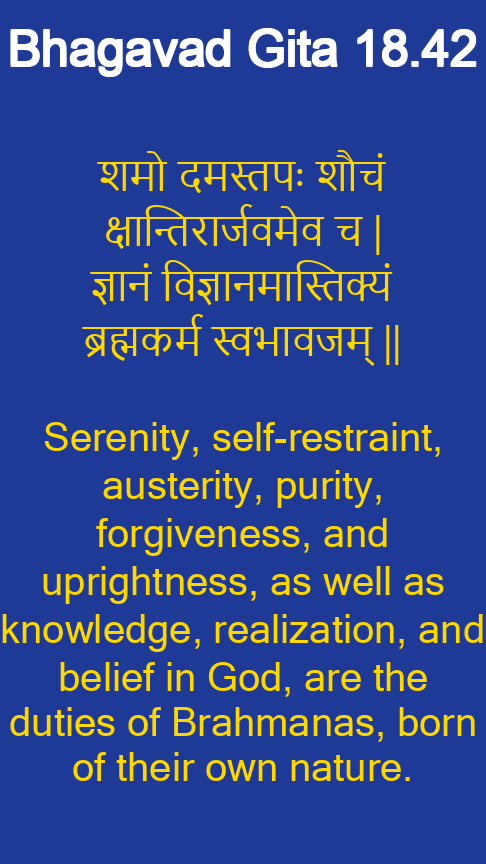 Bhagavad Gita 18.42
शमो दमस्तपः शौचं
क्षान्तिरार्जवमेव च |
ज्ञानं विज्ञानमास्तिक्यं
ब्रह्मकर्म स्वभावजम् ||
Serenity, self-restraint,
austerity, purity,
forgiveness, and
uprightness, as well as
knowledge, realization, and
belief in God, are the
duties of Brahmanas, born
of their own nature.